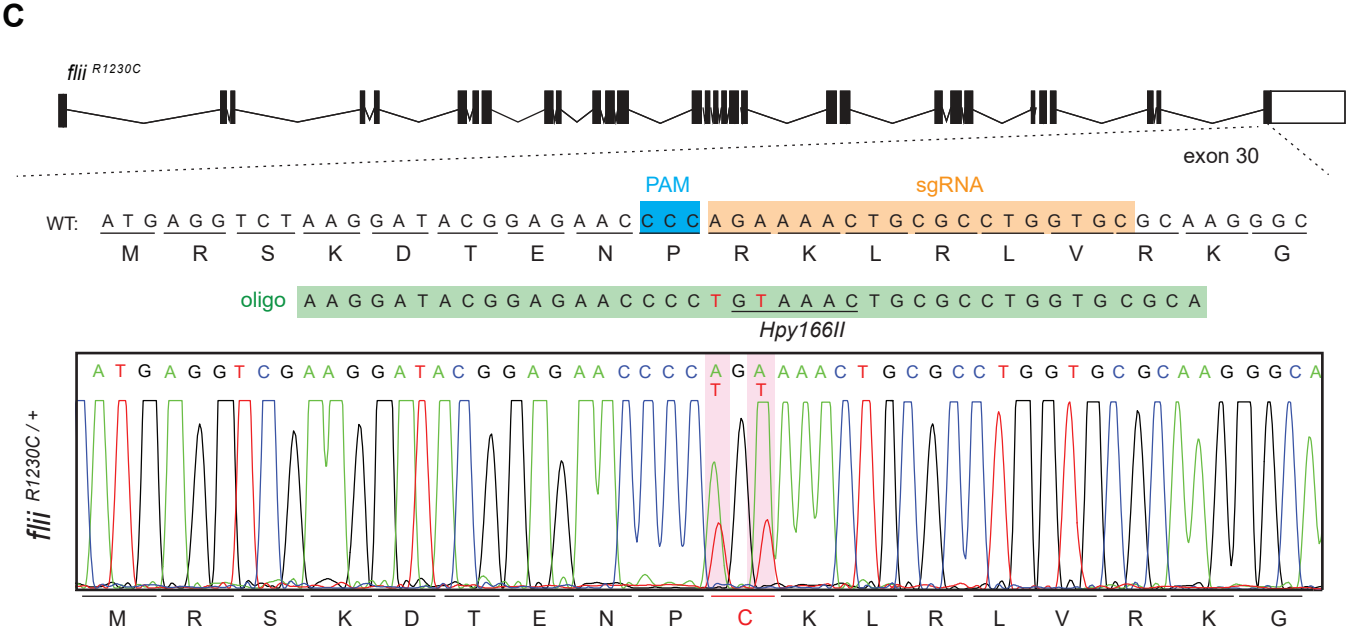 C
flii R1230C
exon 30
PAM sgRNA
WT: A T G A G G T C T A A G G A T A C G G A G A A C C C C A G A A A A C T G C G C C T G G T G C G C A A G G G C
M R S K D T E N P R K L R L V R K G
oligo A A G G A T A C G G A G A A C C C C T G T A A A C T G C G C C T G G T G C G C A
Hpy166II
A T G A G G T C G A A G G A T A C G G A G A A C C C C A G A A A A C T G C G C C T G G T G C G C A A G G G C A
T T
flii R1230C / +
M R S K D T E N P C K L R L V R K G